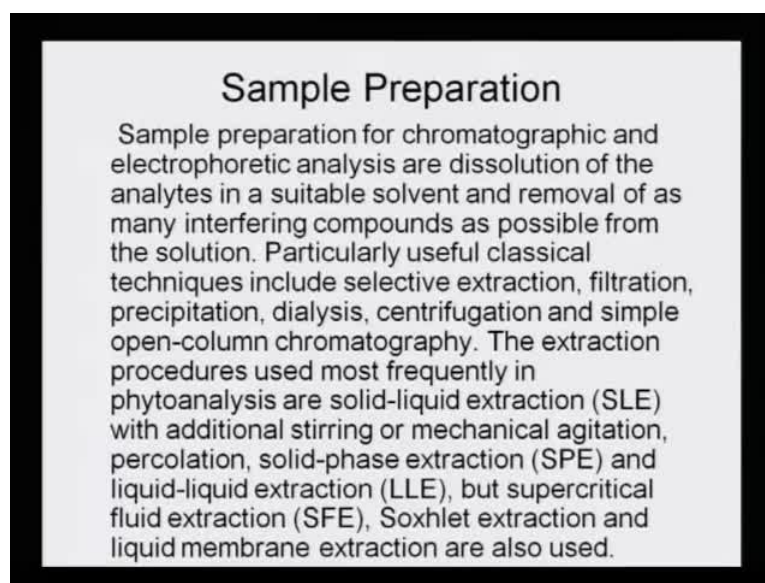 Sample Preparation
Sample preparation for chromatographic and
electrophoretic analysis are dissolution of the
analytes in a suitable solvent and removal of as
many interfering compounds as possible from
the solution. Particularly useful classical
techniques include selective extraction, filtration,
precipitation, dialysis, centrifugation and simple
open-column chromatography. The extraction
procedures used most frequently in
phytoanalysis are solid-liquid extraction (SLE)
with additional stirring or mechanical agitation,
percolation, solid-phase extraction (SPE) and
liquid-liquid extraction (LLE), but supercritical
fluid extraction (SFE), Soxhlet extraction and
liquid membrane extraction are also used.